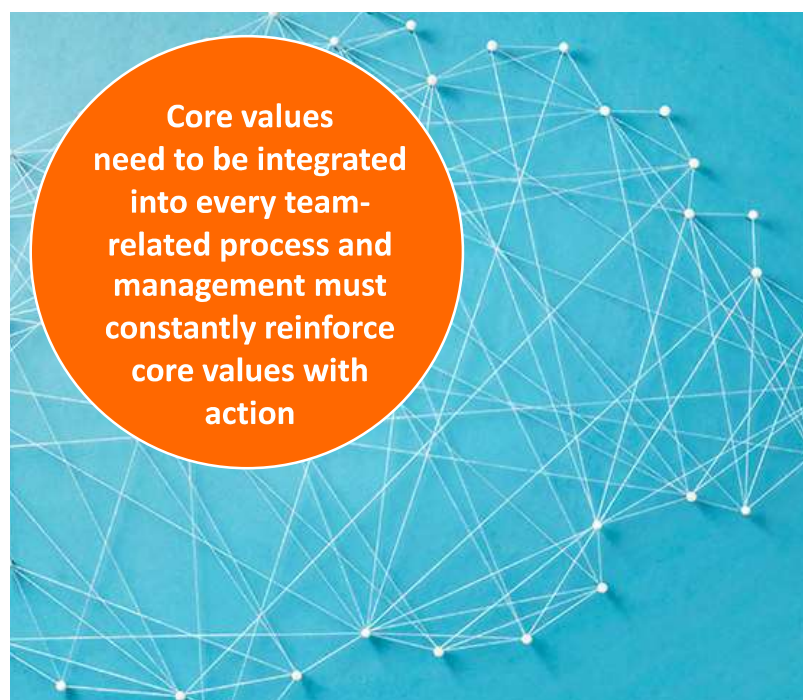 Core values
need to be integrated
into every team-
related process and
management must
constantly reinforce
core values with
action